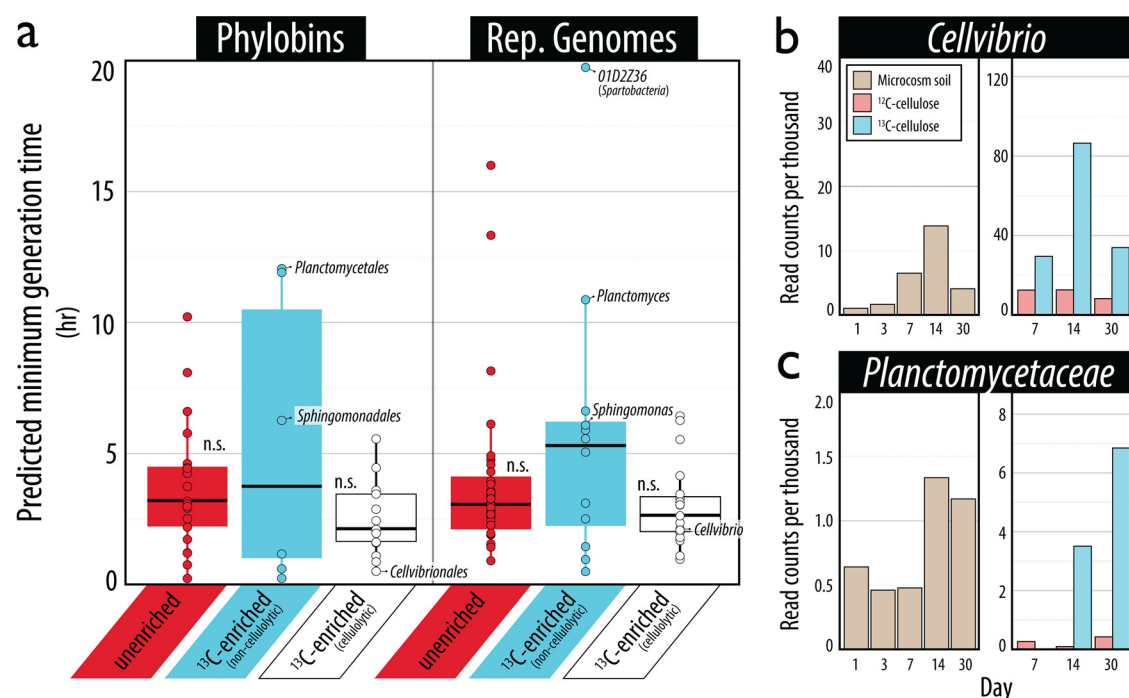 a
Phylobins
Rep. Genomes
Predicted minimum generation time
(hr)
20
15
10
5
0
01D2Z36
(Spartobacteria)
Planctomycetales
Planctomyces
Sphingomonadales
Sphingomonas
n.s.
n.s.
n.s.
n.s.
Cellvibrionales
Cellvibrio
unenriched
¹³C-enriched
(non-cellulolytic)
¹³C-enriched
(cellulolytic)
unenriched
¹³C-enriched
(non-cellulolytic)
¹³C-enriched
(cellulolytic)
b
Cellvibrio
Read counts per thousand
40
30
20
10
0
Microcosm soil
¹²C-cellulose
¹³C-cellulose
1 3 7 14 30
120
80
40
0
7 14 30
c
Planctomycetaceae
Read counts per thousand
2.0
1.5
1.0
0.5
0
1 3 7 14 30
8
6
4
2
0
7 14 30
Day